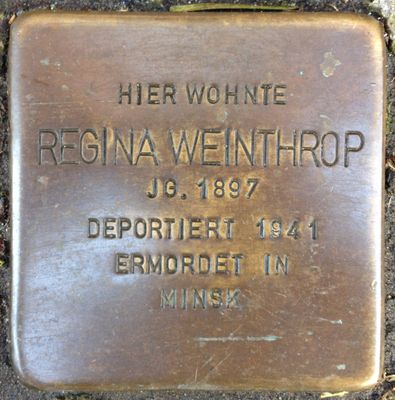 HIER WOHNTE
REGINA WEINTHROP
JG. 1897
DEPORTIERT 1941
ERMORDET IN
MINSK